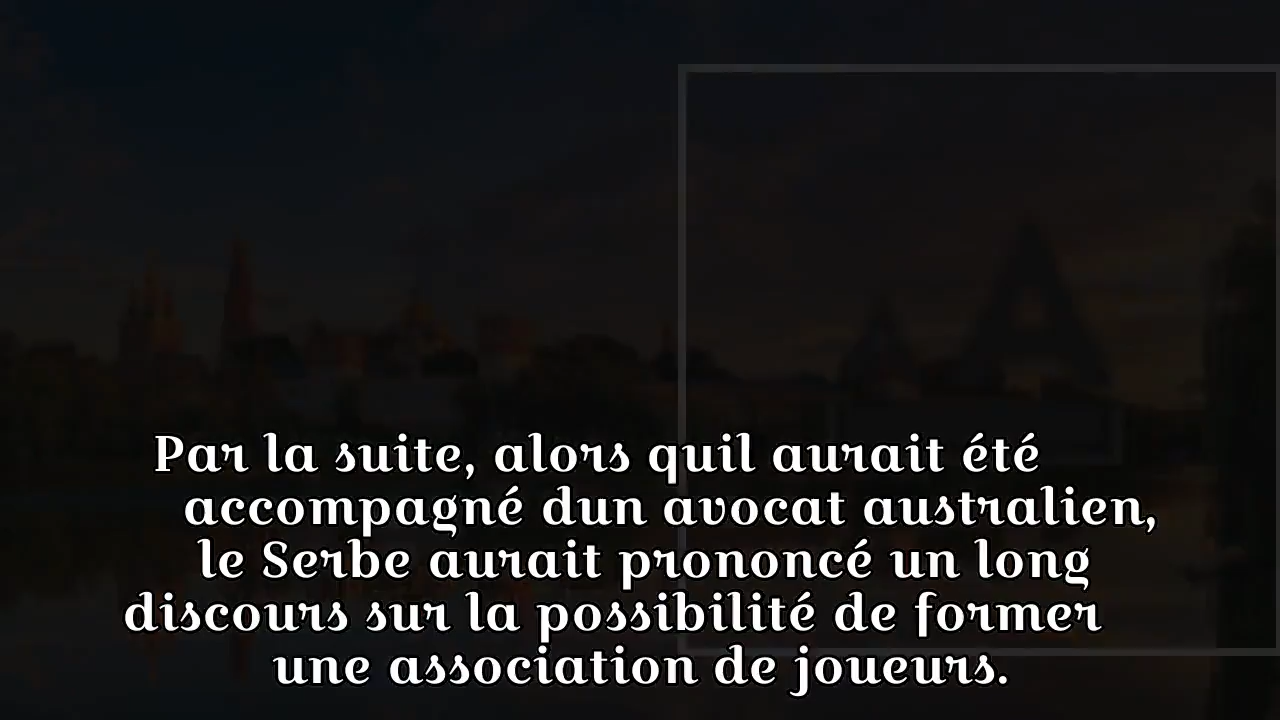 Par la suite, alors quil aurait été
accompagné dun avocat australien,
le Serbe aurait prononcé un long
discours sur la possibilité de former
une association de joueurs.